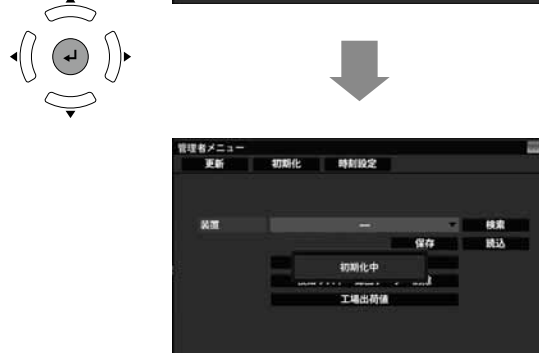 管理者メニュー
更新 初期化 時刻設定
装置 — 検索
保存 読込
初期化中
工場出荷値